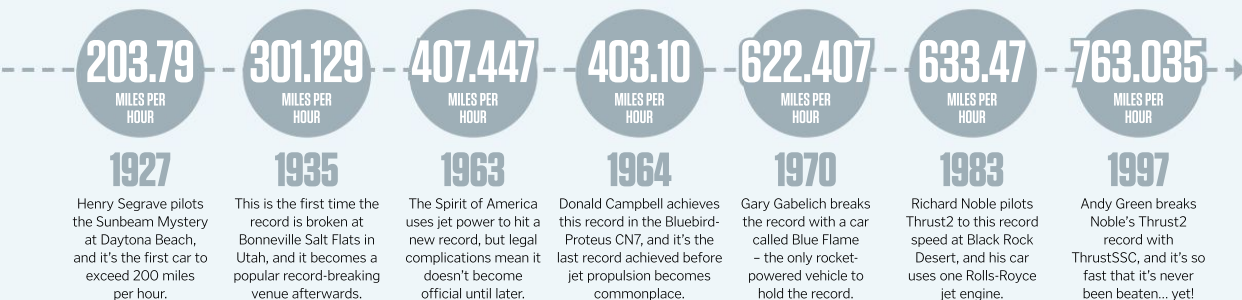 203.79
MILES PER
HOUR
1927
Henry Segrave pilots
the Sunbeam Mystery
at Daytona Beach,
and it's the first car to
exceed 200 miles
per hour.
301.129
MILES PER
HOUR
1935
This is the first time the
record is broken at
Bonneville Salt Flats in
Utah, and it becomes a
popular record-breaking
venue afterwards.
407.447
MILES PER
HOUR
1963
The Spirit of America
uses jet power to hit a
new record, but legal
complications mean it
doesn't become
official until later.
403.10
MILES PER
HOUR
1964
Donald Campbell achieves
this record in the Bluebird-
Proteus CN7, and it's the
last record achieved before
jet propulsion becomes
commonplace.
622.407
MILES PER
HOUR
1970
Gary Gabelich breaks
the record with a car
called Blue Flame
– the only rocket-
powered vehicle to
hold the record.
633.47
MILES PER
HOUR
1983
Richard Noble pilots
Thrust2 to this record
speed at Black Rock
Desert, and his car
uses one Rolls-Royce
jet engine.
763.035
MILES PER
HOUR
1997
Andy Green breaks
Noble's Thrust2
record with
ThrustSSC, and it's so
fast that it's never
been beaten... yet!